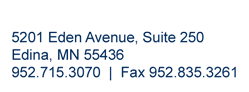 5201 Eden Avenue, Suite 250
Edina, MN 55436
952.715.3070 | Fax 952.835.3261